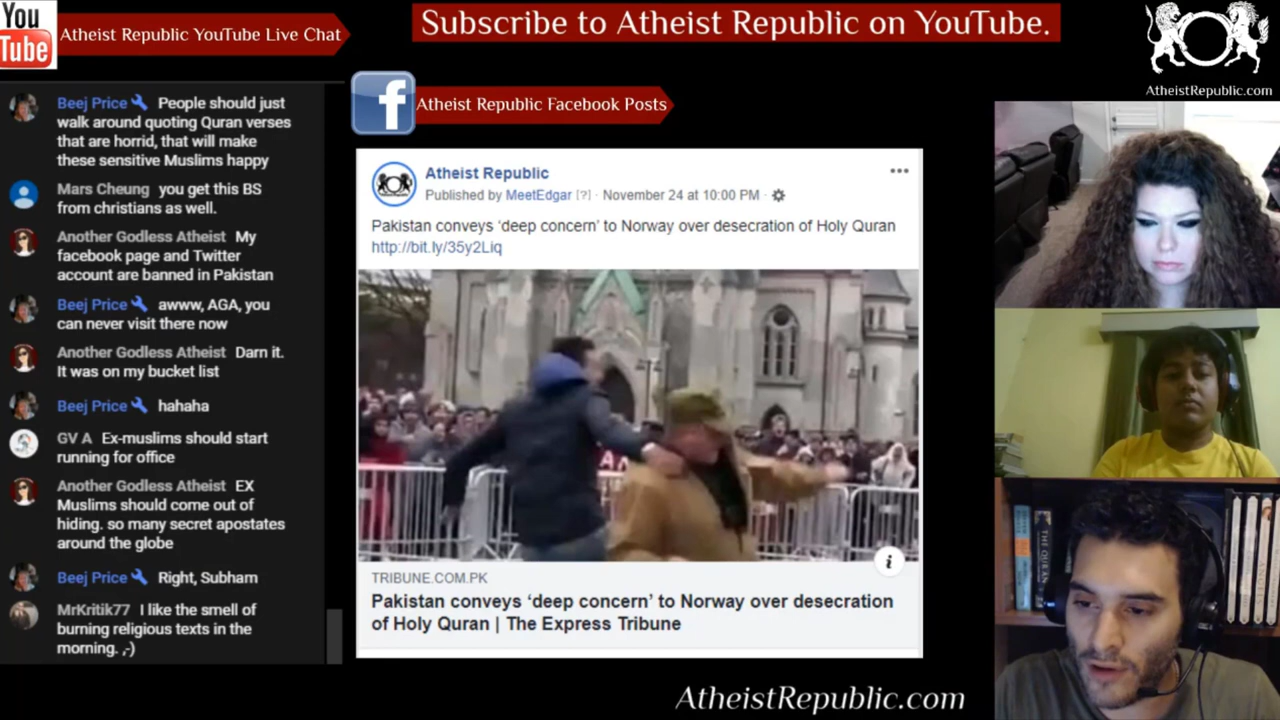 You
Tube
Atheist Republic YouTube Live Chat
Subscribe to Atheist Republic on YouTube.
AtheistRepublic.com
Atheist Republic Facebook Posts
Beej Price People should just
walk around quoting Quran verses
that are horrid, that will make
these sensitive Muslims happy
Mars Cheung you get this BS
from christians as well.
Another Godless Atheist My
facebook page and Twitter
account are banned in Pakistan
Beej Price awww, AGA, you
can never visit there now
Another Godless Atheist Darn it.
It was on my bucket list
Beej Price hahaha
GV A Ex-muslims should start
running for office
Another Godless Atheist EX
Muslims should come out of
hiding. so many secret apostates
around the globe
Beej Price Right, Subham
MrKritik77 I like the smell of
burning religious texts in the
morning. ,-)
f
Atheist Republic
Published by MeetEdgar [?] · November 24 at 10:00 PM ·
Pakistan conveys ‘deep concern’ to Norway over desecration of Holy Quran
http://bit.ly/35y2Liq
i
TRIBUNE.COM.PK
Pakistan conveys ‘deep concern’ to Norway over desecration
of Holy Quran | The Express Tribune
THE QURAN
AtheistRepublic.com